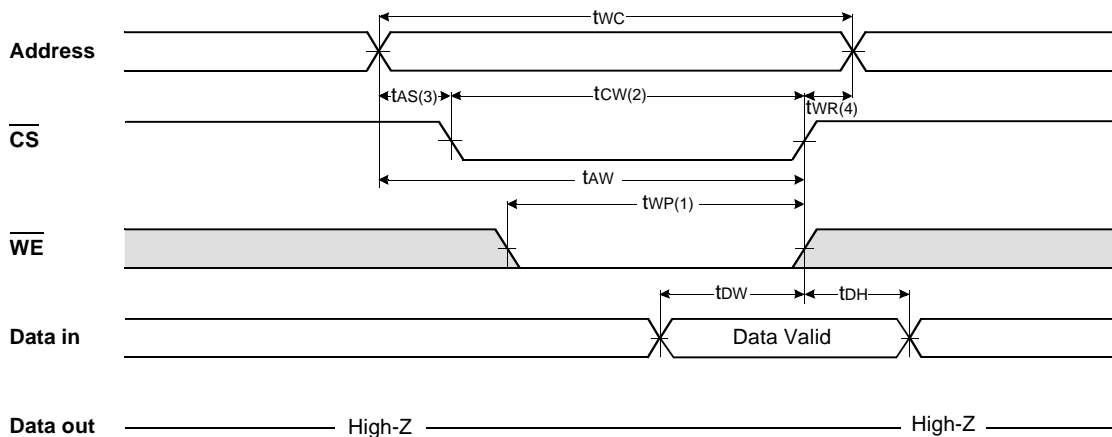 tWC
Address
tAS(3) tCW(2) tWR(4)
CS
tAW
tWP(1)
WE
tDW tDH
Data in Data Valid
Data out High-Z High-Z